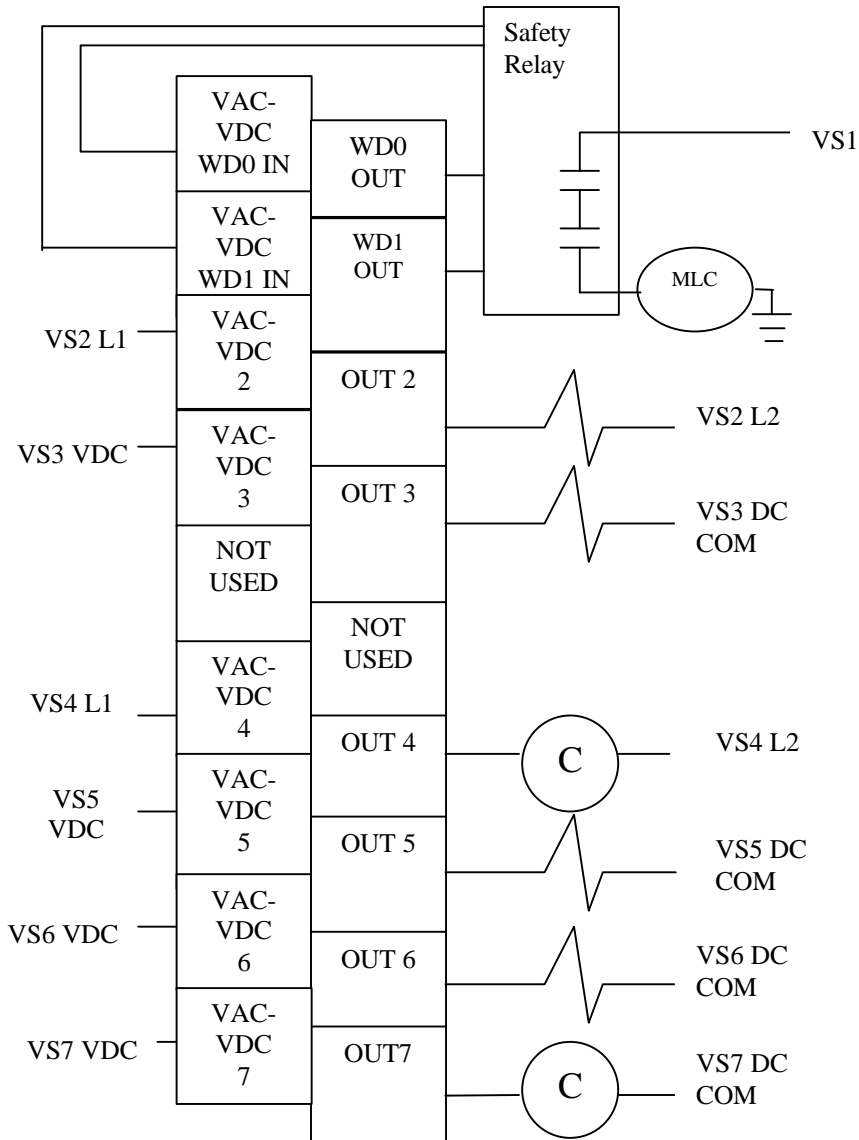 Safety
Relay
VAC-
VDC
WD0 IN
WD0
OUT
VS1
VAC-
VDC
WD1 IN
WD1
OUT
MLC
VS2 L1
VAC-
VDC
2
OUT 2
VS2 L2
VS3 VDC
VAC-
VDC
3
OUT 3
VS3 DC
COM
NOT
USED
NOT
USED
VS4 L1
VAC-
VDC
4
OUT 4
C
VS4 L2
VS5
VDC
VAC-
VDC
5
OUT 5
VS5 DC
COM
VS6 VDC
VAC-
VDC
6
OUT 6
VS6 DC
COM
VS7 VDC
VAC-
VDC
7
OUT7
C
VS7 DC
COM